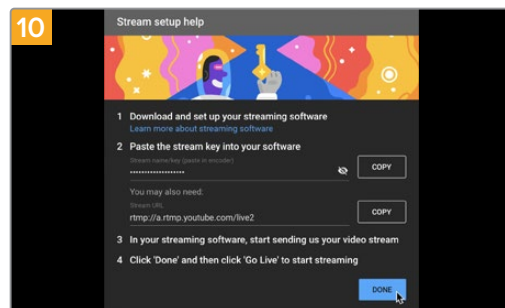 10
Stream setup help
1 Download and set up your streaming software
Learn more about streaming software
2 Paste the stream key into your software
Stream name/key (paste in encoder)
••••••••••••••••••••
COPY
You may also need:
Stream URL
rtmp://a.rtmp.youtube.com/live2
COPY
3 In your streaming software, start sending us your video stream
4 Click 'Done' and then click 'Go Live' to start streaming
DONE